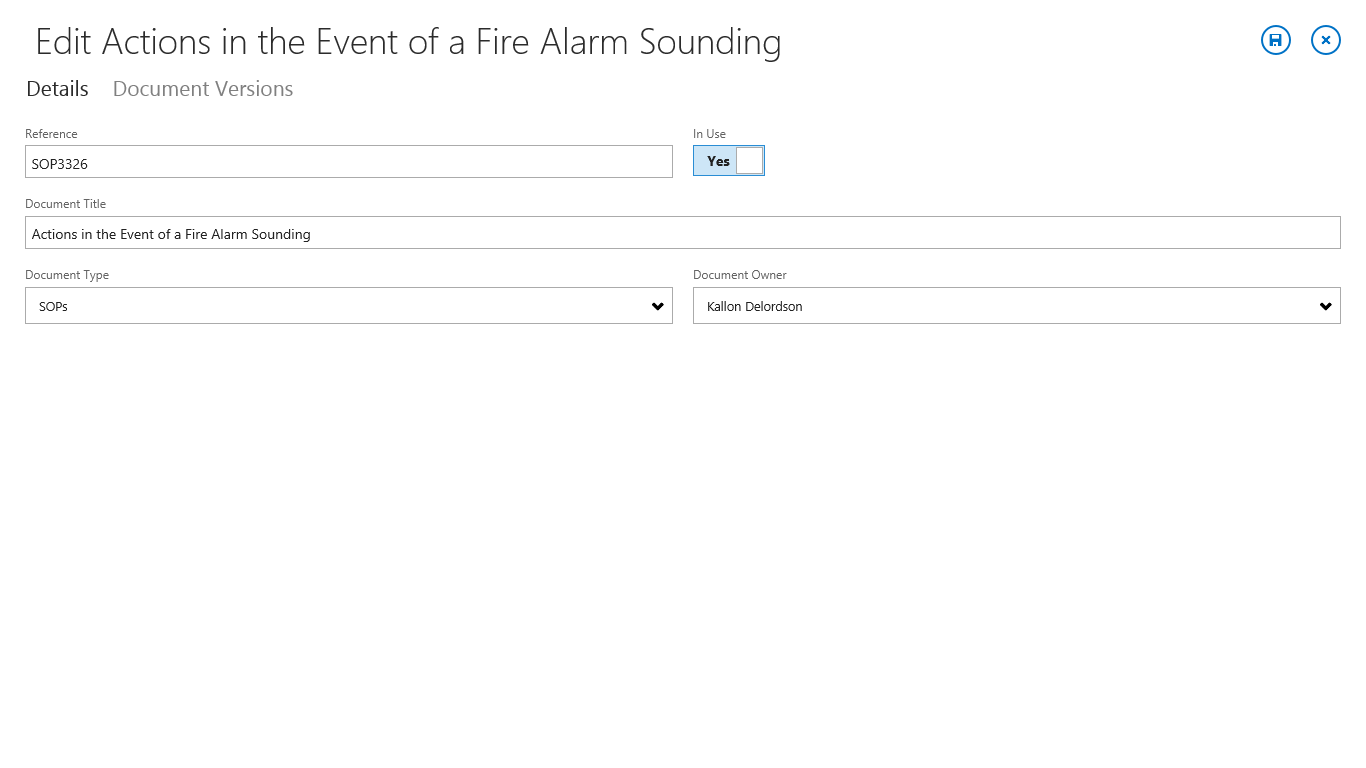 Edit Actions in the Event of a Fire Alarm Sounding
Details Document Versions
Reference In Use
SOP3326 Yes
Document Title
Actions in the Event of a Fire Alarm Sounding
Document Type Document Owner
SOPs Kallon Delordson